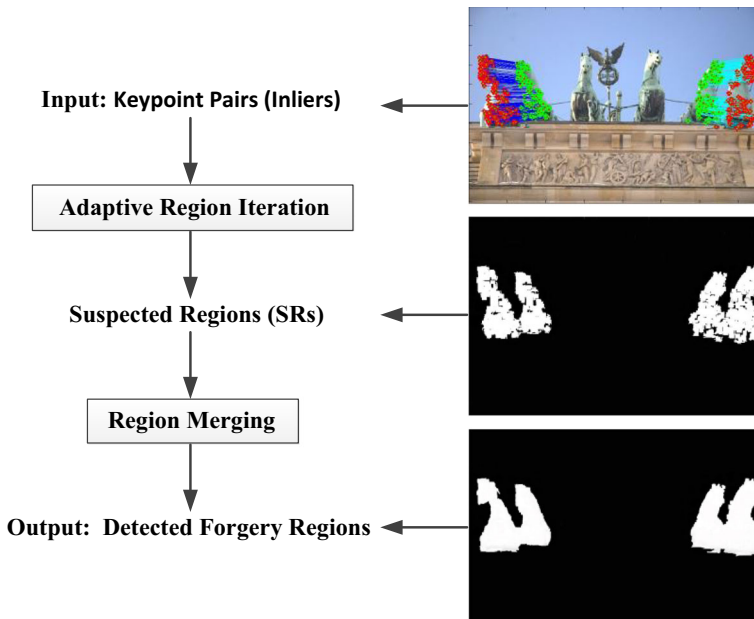 Input: Keypoint Pairs (Inliers)
Adaptive Region Iteration
Suspected Regions (SRs)
Region Merging
Output: Detected Forgery Regions